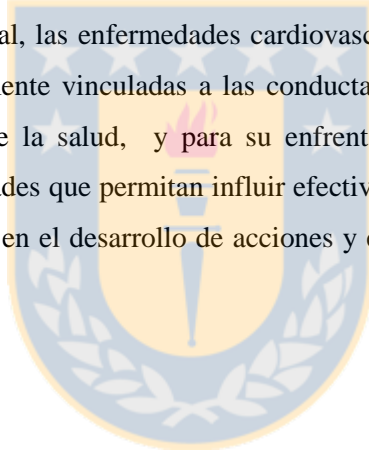 al, las enfermedades cardiovasc
ente vinculadas a las conducta
e la salud, y para su enfrent
ades que permitan influir efectiv
en el desarrollo de acciones y